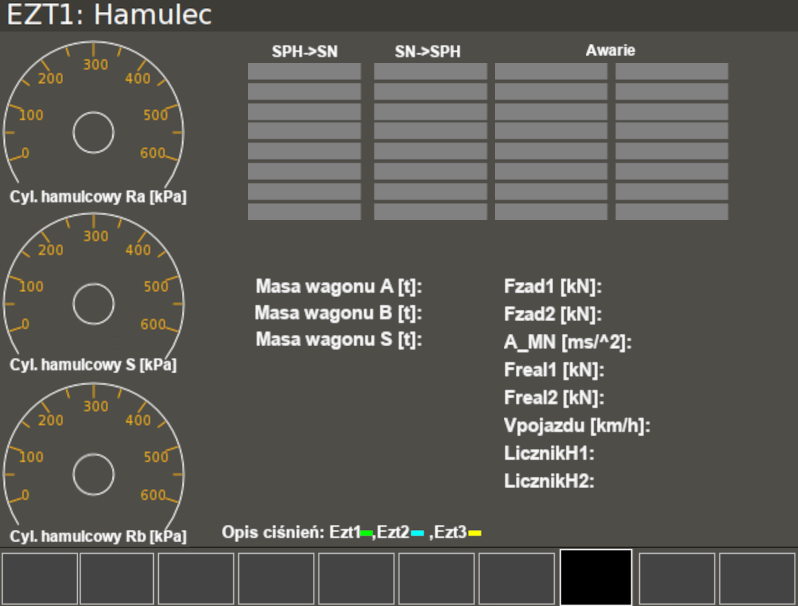 EZT1: Hamulec
SPH->SN SN->SPH Awarie
0 100 200 300 400 500 600
Cyl. hamulcowy Ra [kPa]
0 100 200 300 400 500 600
Cyl. hamulcowy S [kPa]
0 100 200 300 400 500 600
Cyl. hamulcowy Rb [kPa]
Masa wagonu A [t]:
Masa wagonu B [t]:
Masa wagonu S [t]:
Fzad1 [kN]:
Fzad2 [kN]:
A_MN [ms/^2]:
Freal1 [kN]:
Freal2 [kN]:
Vpojazdu [km/h]:
LicznikH1:
LicznikH2:
Opis ciśnień: Ezt1 ,Ezt2 ,Ezt3